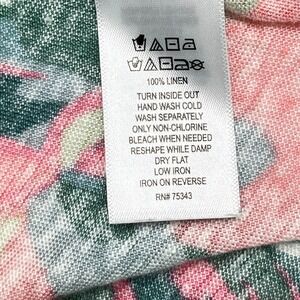 100% LINEN
TURN INSIDE OUT
HAND WASH COLD
WASH SEPARATELY
ONLY NON-CHLORINE
BLEACH WHEN NEEDED
RESHAPE WHILE DAMP
DRY FLAT
LOW IRON
IRON ON REVERSE
RN# 75343